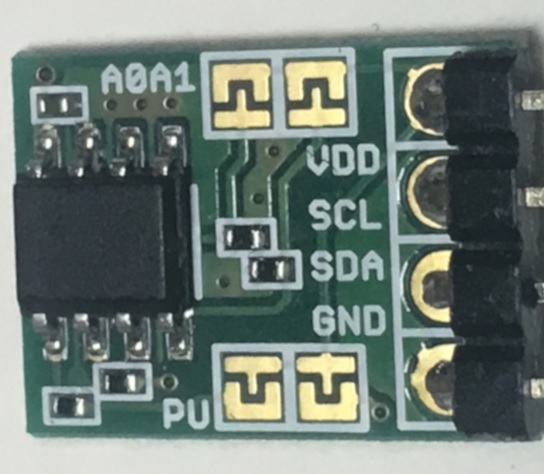 A0A1
VDD
SCL
SDA
GND
PU